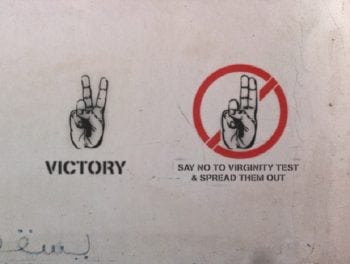 VICTORY
SAY NO TO VIRGINITY TEST
& SPREAD THEM OUT